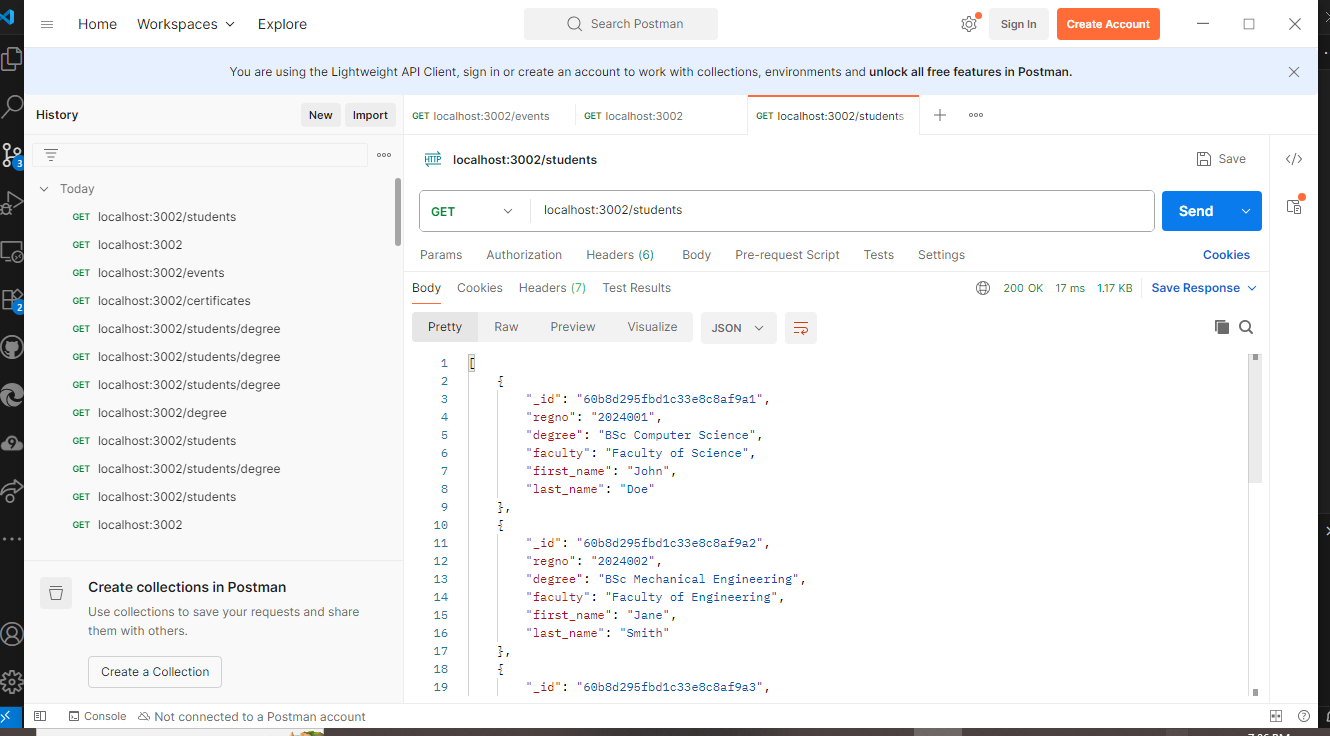 Home Workspaces Explore
Search Postman
Sign In
Create Account
You are using the Lightweight API Client, sign in or create an account to work with collections, environments and unlock all free features in Postman.
History
New
Import
GET localhost:3002/events
GET localhost:3002
GET localhost:3002/students
HTTP localhost:3002/students
Save
Today
GET localhost:3002/students
GET localhost:3002
GET localhost:3002/events
GET localhost:3002/certificates
GET localhost:3002/students/degree
GET localhost:3002/students/degree
GET localhost:3002/students/degree
GET localhost:3002/degree
GET localhost:3002/students
GET localhost:3002/students/degree
GET localhost:3002/students
GET localhost:3002
GET localhost:3002/students
Send
Params Authorization Headers (6) Body Pre-request Script Tests Settings
Cookies
Body Cookies Headers (7) Test Results
200 OK 17 ms 1.17 KB Save Response
Pretty Raw Preview Visualize JSON
1 [
2 {
3 "_id": "60b8d295fbd1c33e8c8af9a1",
4 "regno": "2024001",
5 "degree": "BSc Computer Science",
6 "faculty": "Faculty of Science",
7 "first_name": "John",
8 "last_name": "Doe"
9 },
10 {
11 "_id": "60b8d295fbd1c33e8c8af9a2",
12 "regno": "2024002",
13 "degree": "BSc Mechanical Engineering",
14 "faculty": "Faculty of Engineering",
15 "first_name": "Jane",
16 "last_name": "Smith"
17 },
18 {
19 "_id": "60b8d295fbd1c33e8c8af9a3",
Create collections in Postman
Use collections to save your requests and share
them with others.
Create a Collection
Console Not connected to a Postman account
3
2